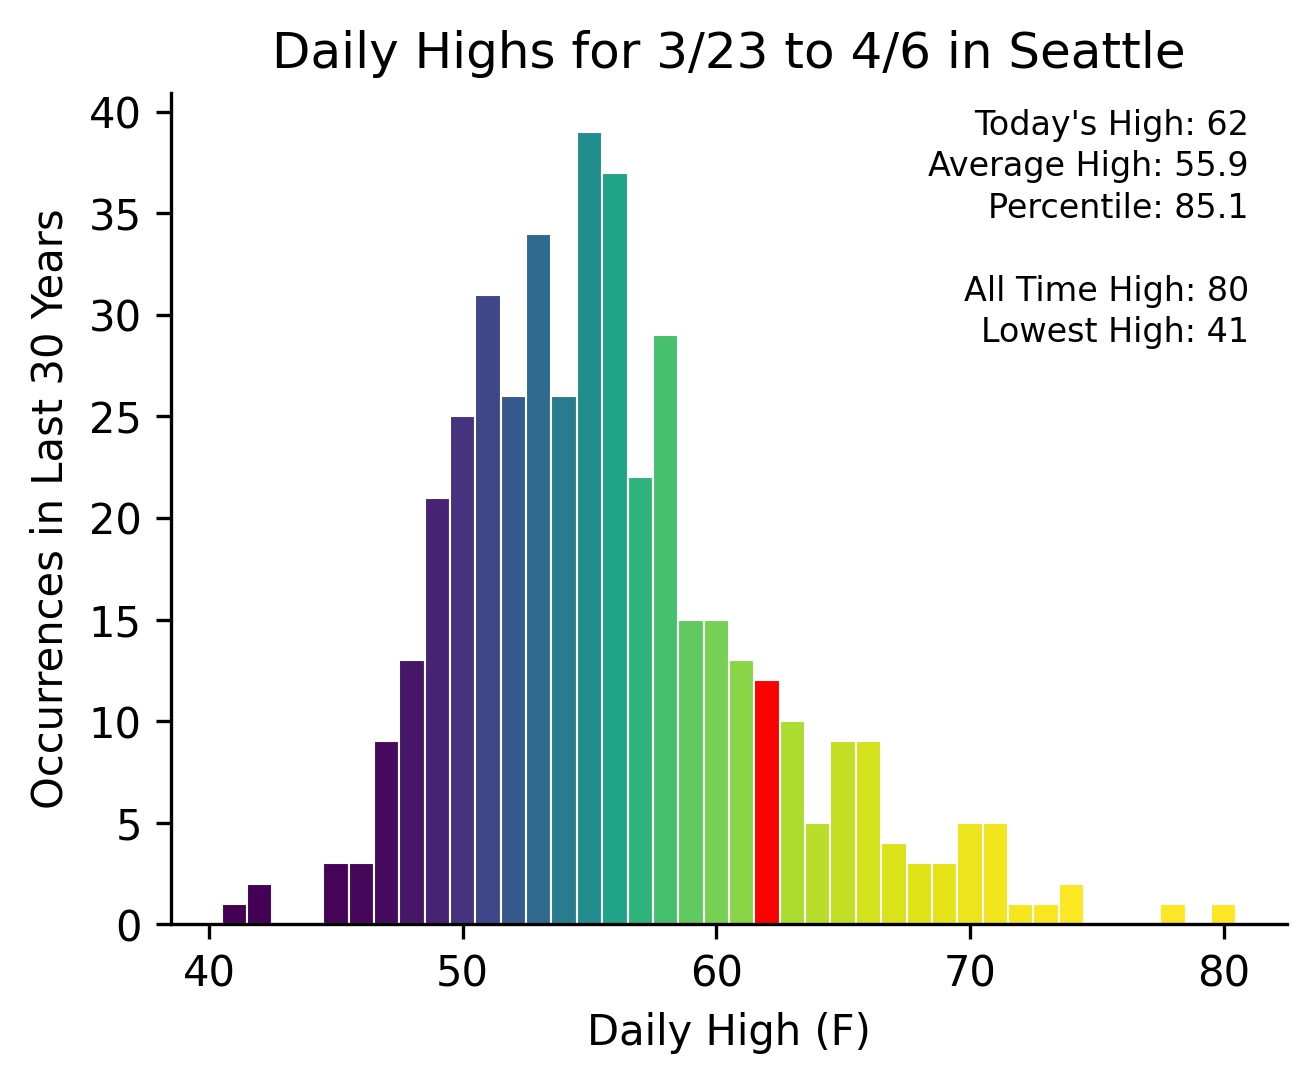 Daily Highs for 3/23 to 4/6 in Seattle
Today's High: 62
Average High: 55.9
Percentile: 85.1
All Time High: 80
Lowest High: 41
Occurrences in Last 30 Years
40
35
30
25
20
15
10
5
0
40 50 60 70 80
Daily High (F)